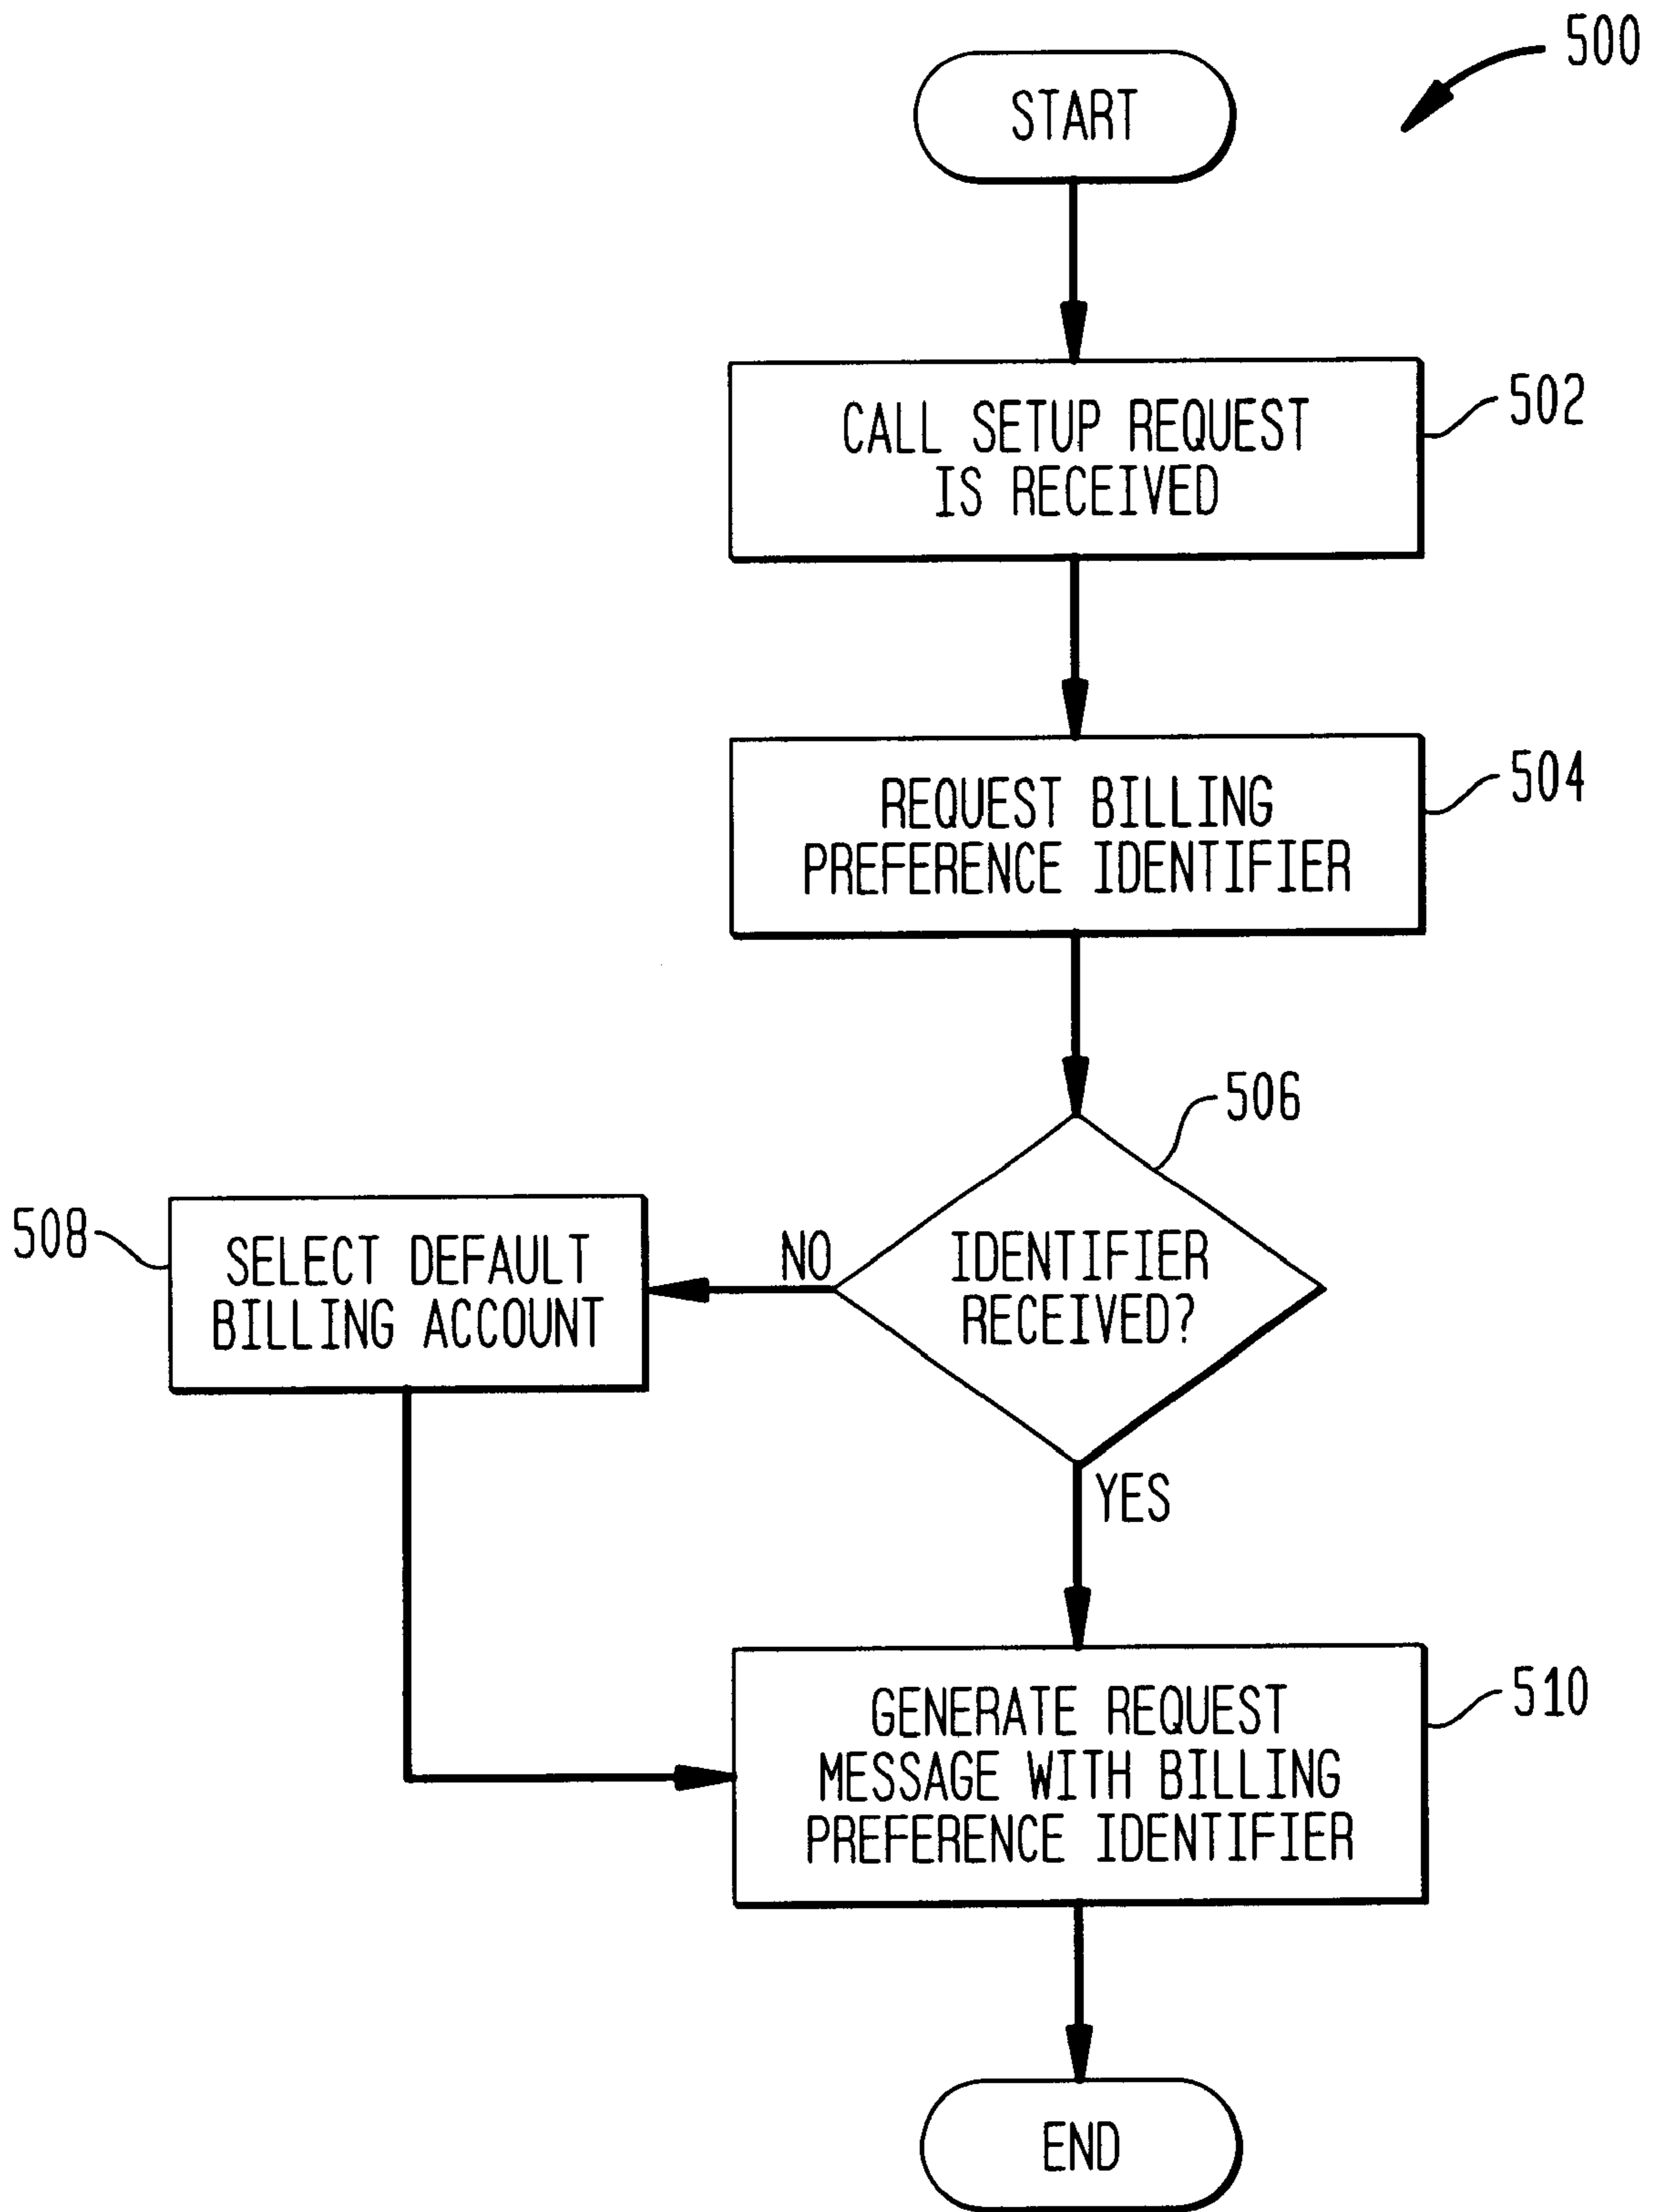 500
START
CALL SETUP REQUEST
IS RECEIVED
502
REQUEST BILLING
PREFERENCE IDENTIFIER
504
506
IDENTIFIER
RECEIVED?
NO
508
SELECT DEFAULT
BILLING ACCOUNT
YES
GENERATE REQUEST
MESSAGE WITH BILLING
PREFERENCE IDENTIFIER
510
END